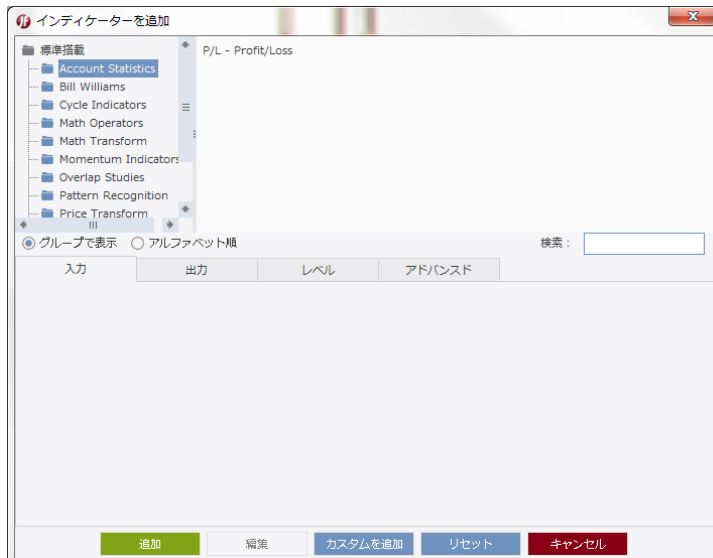 インディケーターを追加
標準搭載
Account Statistics
Bill Williams
Cycle Indicators
Math Operators
Math Transform
Momentum Indicators
Overlap Studies
Pattern Recognition
Price Transform
P/L - Profit/Loss
グループで表示 アルファベット順 検索：
入力 出力 レベル アドバンスド
追加 編集 カスタムを追加 リセット キャンセル